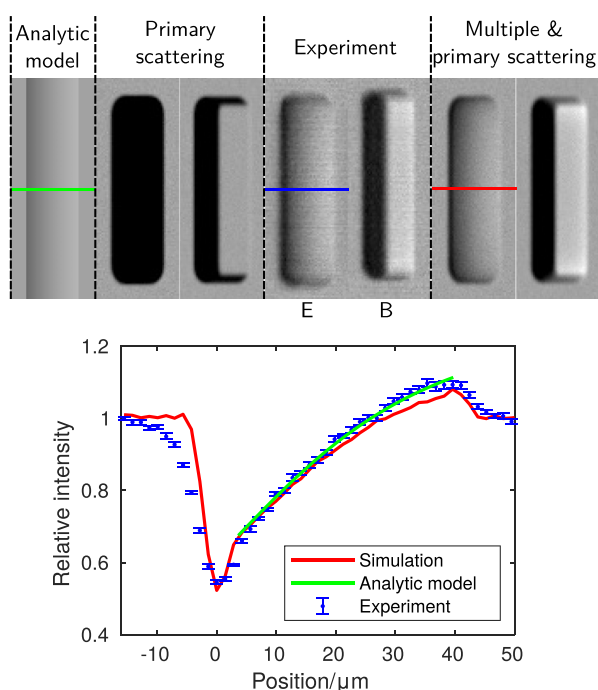 Analytic
model
Primary
scattering
Experiment
Multiple &
primary scattering
E
B
1.2
1
0.8
0.6
0.4
Relative intensity
Simulation
Analytic model
Experiment
-10
0
10
20
30
40
50
Position/μm